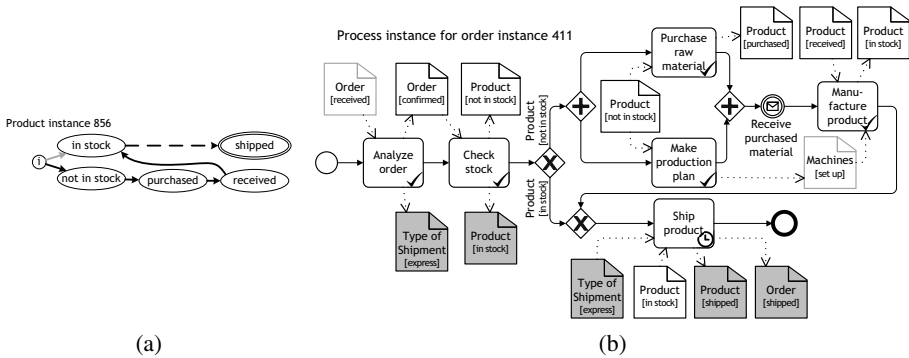 Product instance 856
in stock
shipped
i
not in stock
purchased
received
(a)
Process instance for order instance 411
Order
[received]
Order
[confirmed]
Product
[not in stock]
Analyze
order
Check
stock
Type of
Shipment
[express]
Product
[in stock]
X
Product
[not in stock]
Product
[in stock]
+
Purchase
raw
material
Product
[not in stock]
Make
production
plan
+
Product
[purchased]
Product
[received]
Product
[in stock]
Receive
purchased
material
Manu-
facture
product
Machines
[set up]
X
Ship
product
Type of
Shipment
[express]
Product
[in stock]
Product
[shipped]
Order
[shipped]
(b)